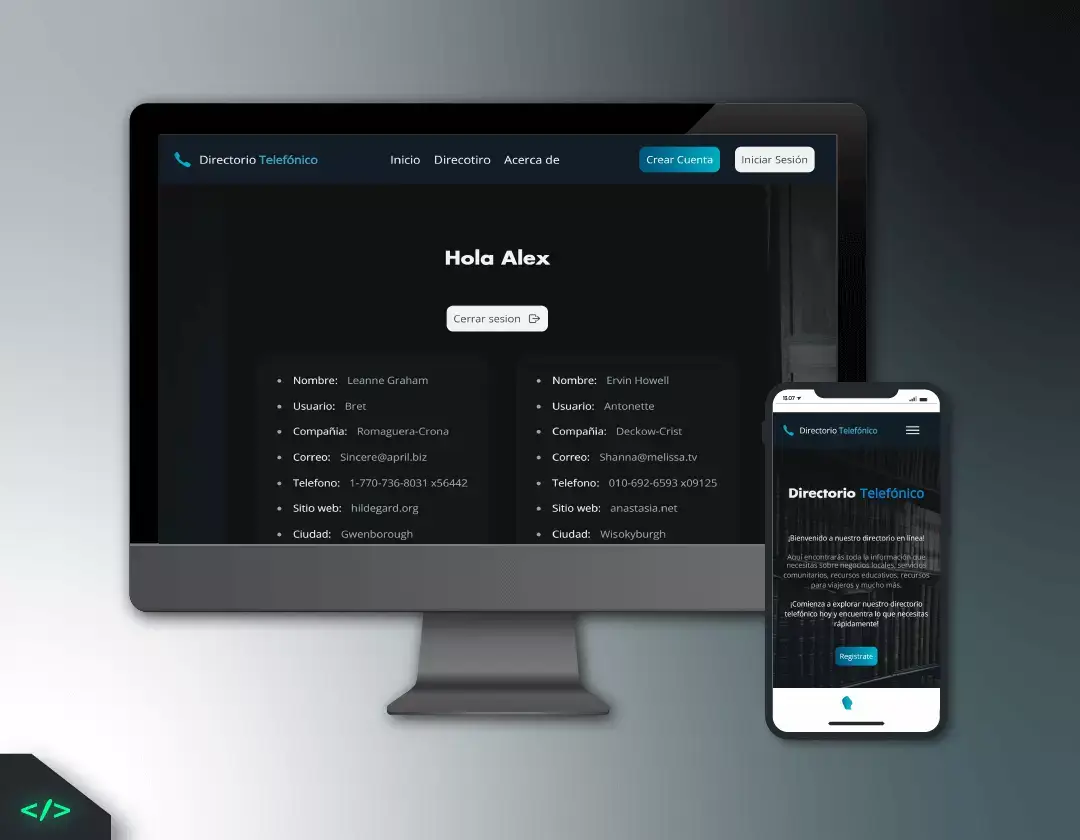 Directorio Telefónico
Inicio Direcotiro Acerca de
Crear Cuenta
Iniciar Sesión
Hola Alex
Cerrar sesion
Nombre: Leanne Graham
Usuario: Bret
Compañia: Romaguera-Crona
Correo: Sincere@april.biz
Telefono: 1-770-736-8031 x56442
Sitio web: hildegard.org
Ciudad: Gwenborough
Nombre: Ervin Howell
Usuario: Antonette
Compañia: Deckow-Crist
Correo: Shanna@melissa.tv
Telefono: 010-692-6593 x09125
Sitio web: anastasia.net
Ciudad: Wisokyburgh
Directorio Telefónico
Directorio Telefónico
¡Bienvenido a nuestro directorio en línea!
Aquí encontrarás toda la información que
necesitas sobre negocios locales, servicios
comunitarios, recursos educativos, recursos
para viajeros y mucho más.
¡Comienza a explorar nuestro directorio
telefónico hoy y encuentra lo que necesitas
rápidamente!
Registrate
</>